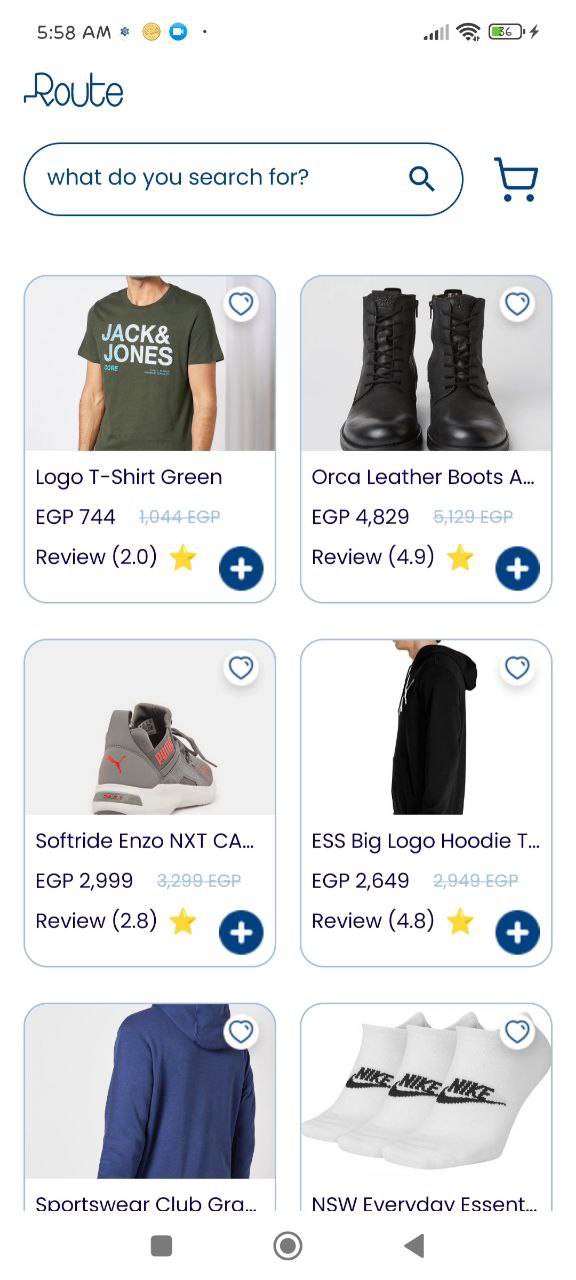 5:58 AM
36
Route
what do you search for?
JACK&
JONES
CORE
Logo T-Shirt Green
EGP 744 1,044 EGP
Review (2.0)
Orca Leather Boots A...
EGP 4,829 5,129 EGP
Review (4.9)
PUMA
Softride Enzo NXT CA...
EGP 2,999 3,299 EGP
Review (2.8)
ESS Big Logo Hoodie T...
EGP 2,649 2,949 EGP
Review (4.8)
NIKE NIKE NIKE
Sportswear Club Gra...
NSW Everyday Essent...